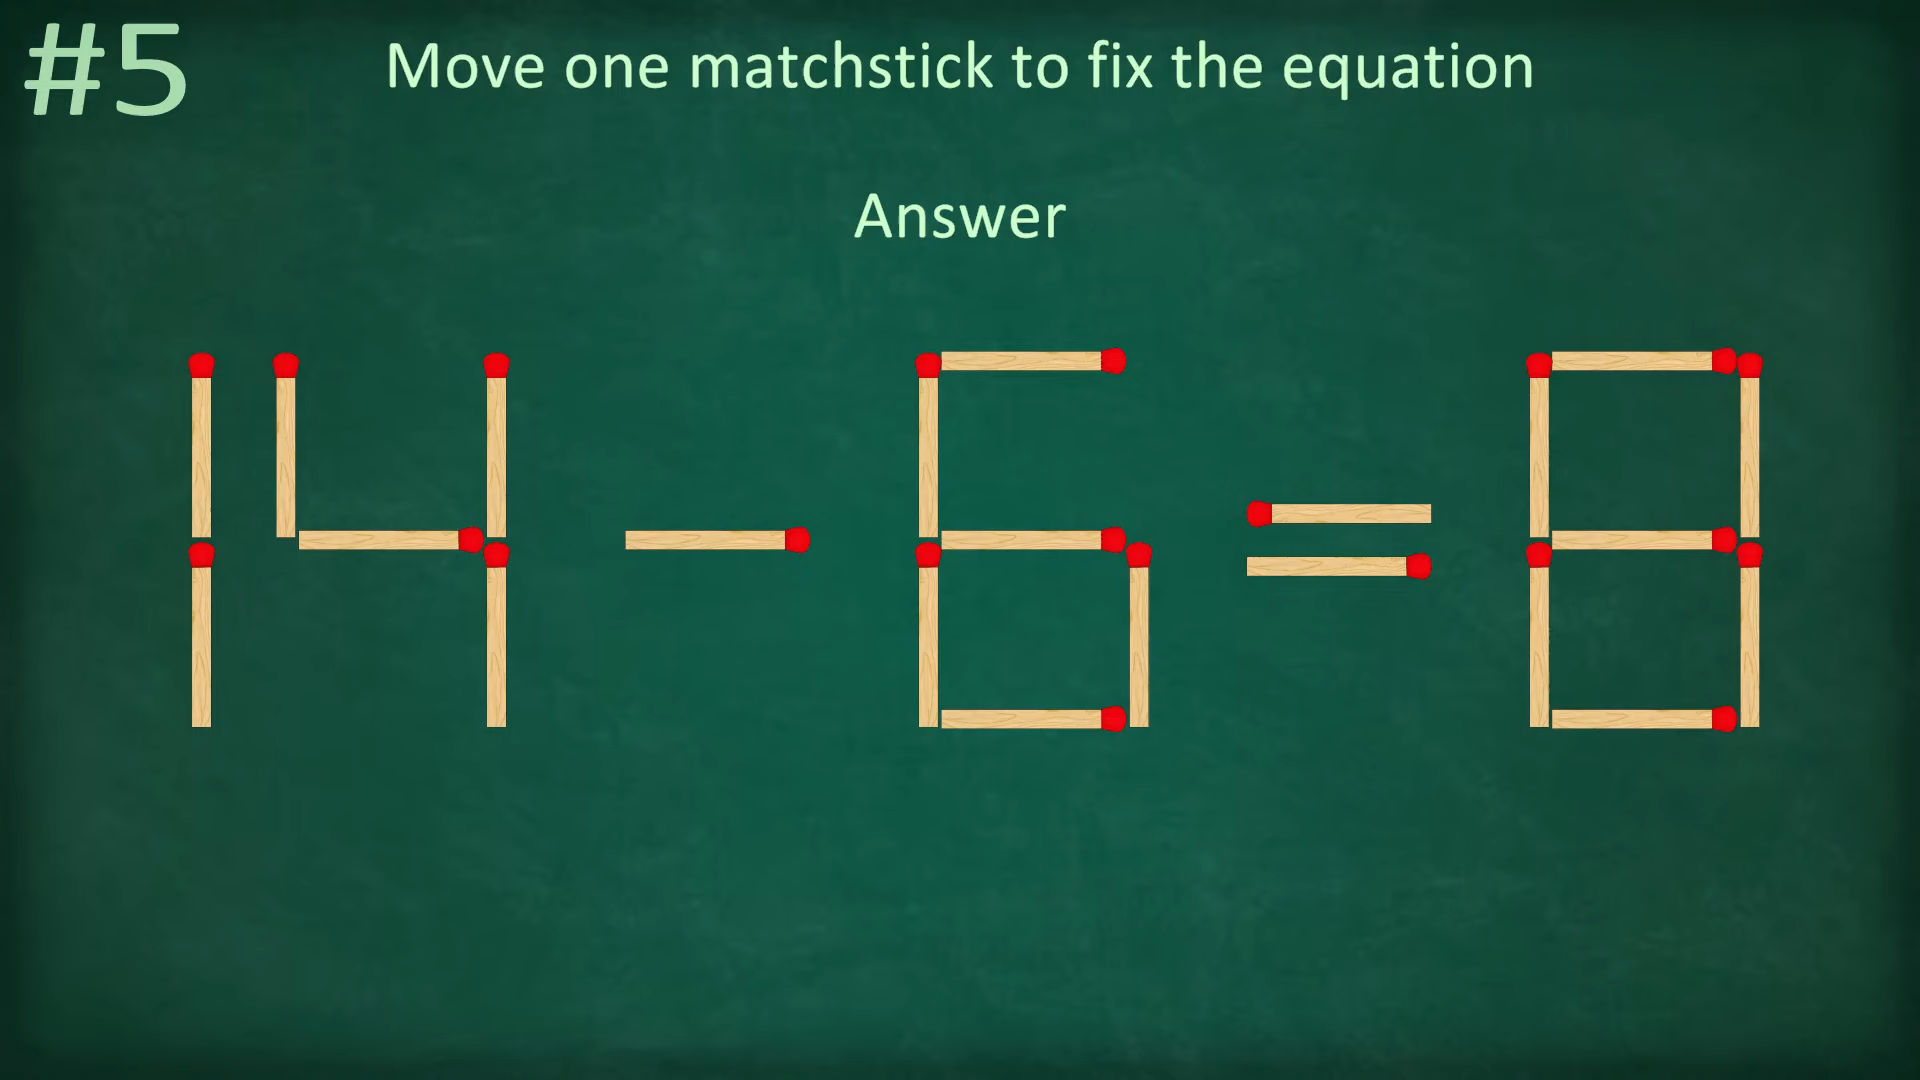 #5
Move one matchstick to fix the equation
Answer
14 - 6 = 8